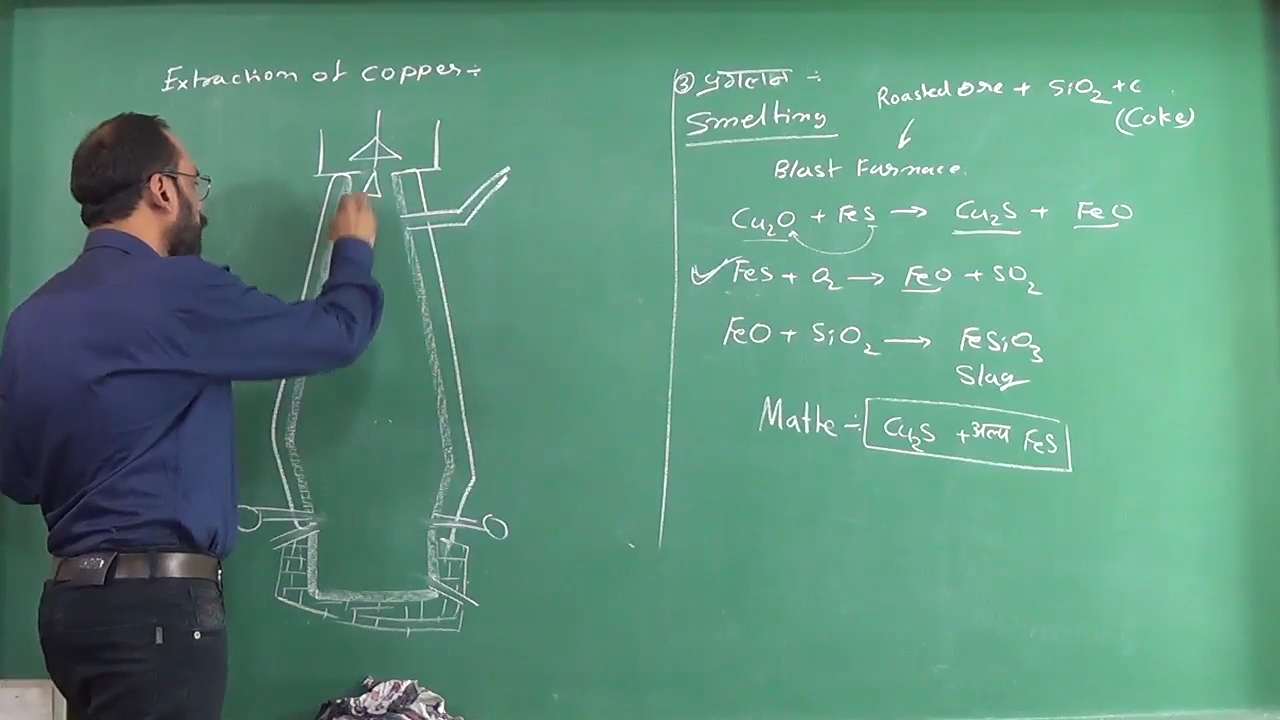 Extraction of Copper :-
③ प्रगलन :-
Smelting
Roasted Ore + SiO₂ + C
(Coke)
Blast Furnace.
Cu₂O + FeS → Cu₂S + FeO
FeS + O₂ → FeO + SO₂
FeO + SiO₂ → FeSiO₃
Slag
Matte :- Cu₂S + अल्प FeS